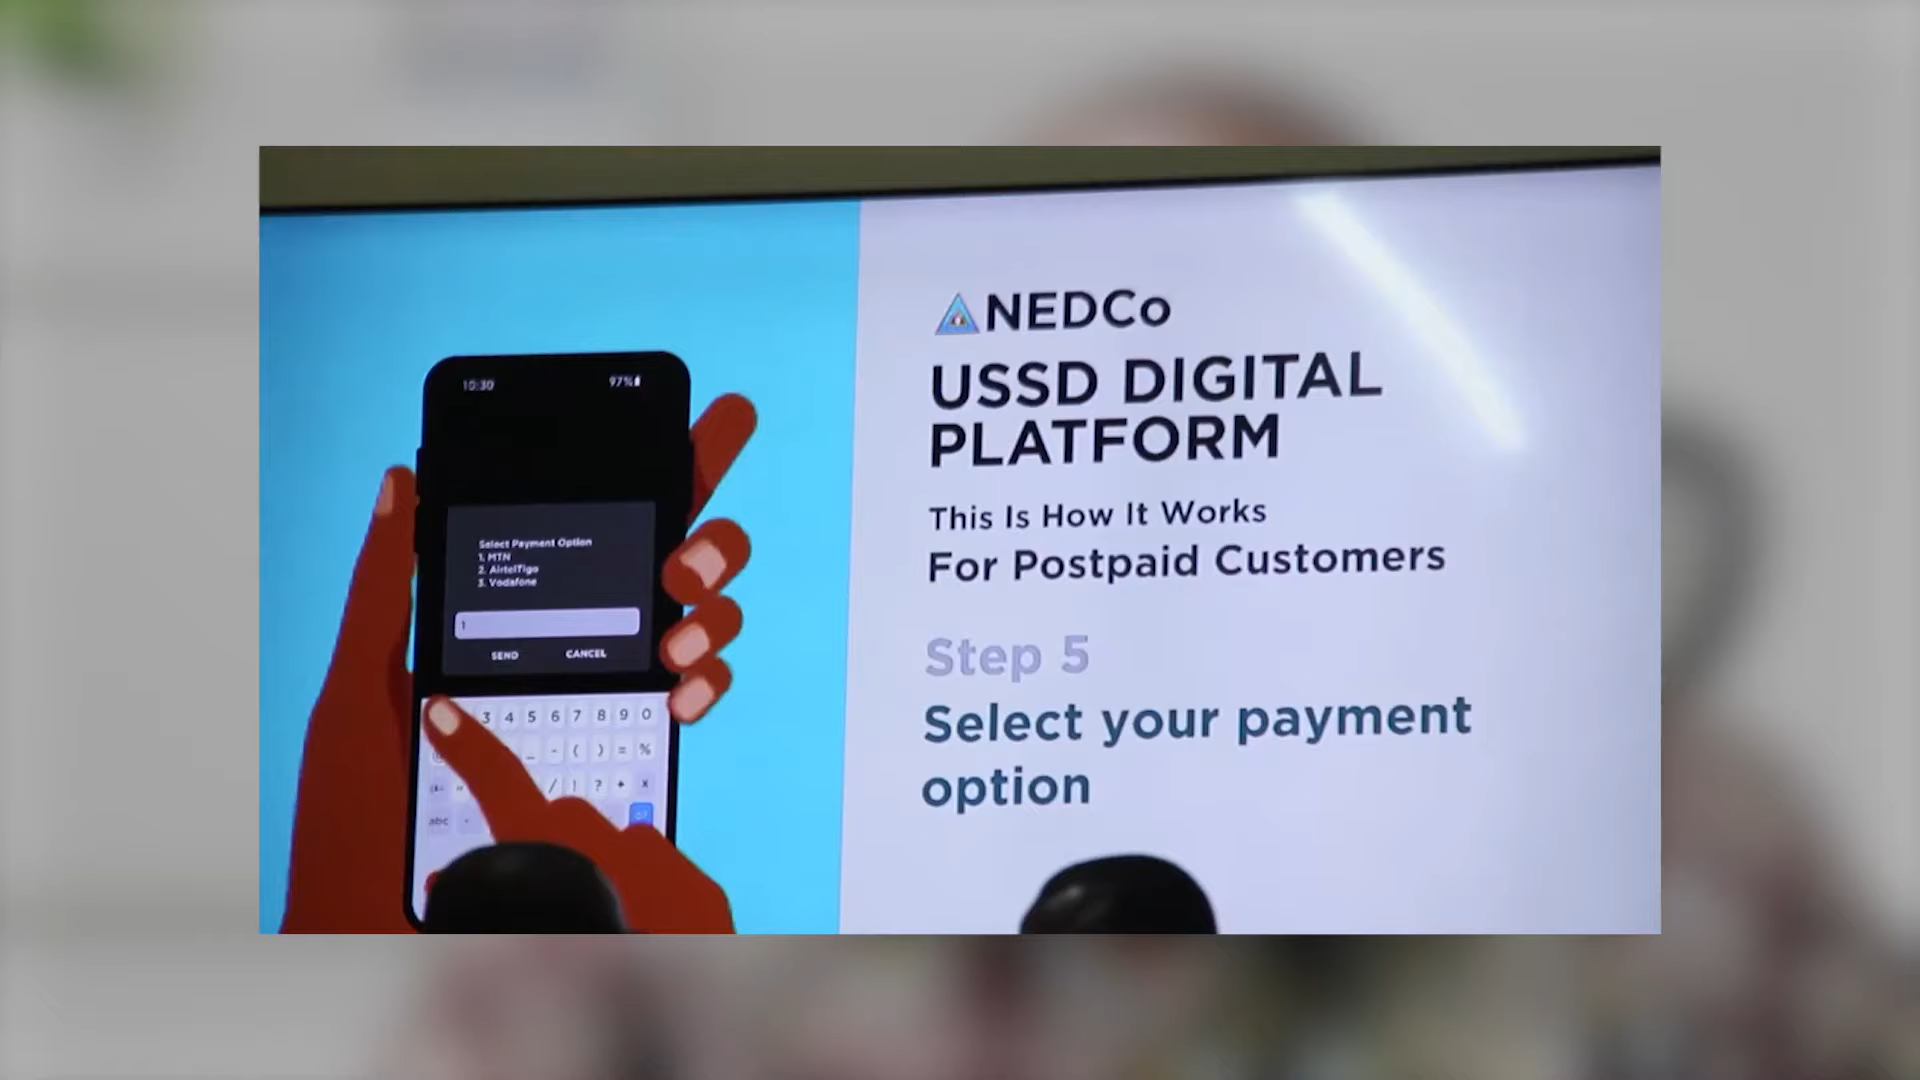 NEDCo
USSD DIGITAL
PLATFORM
This Is How It Works
For Postpaid Customers
Step 5
Select your payment
option
10:30
97%
Select Payment Option
1. MTN
2. AirtelTigo
3. Vodafone
1
SEND
CANCEL
3 4 5 6 7 8 9 0
_ - ( ) = %
/ ! ? + x
abc